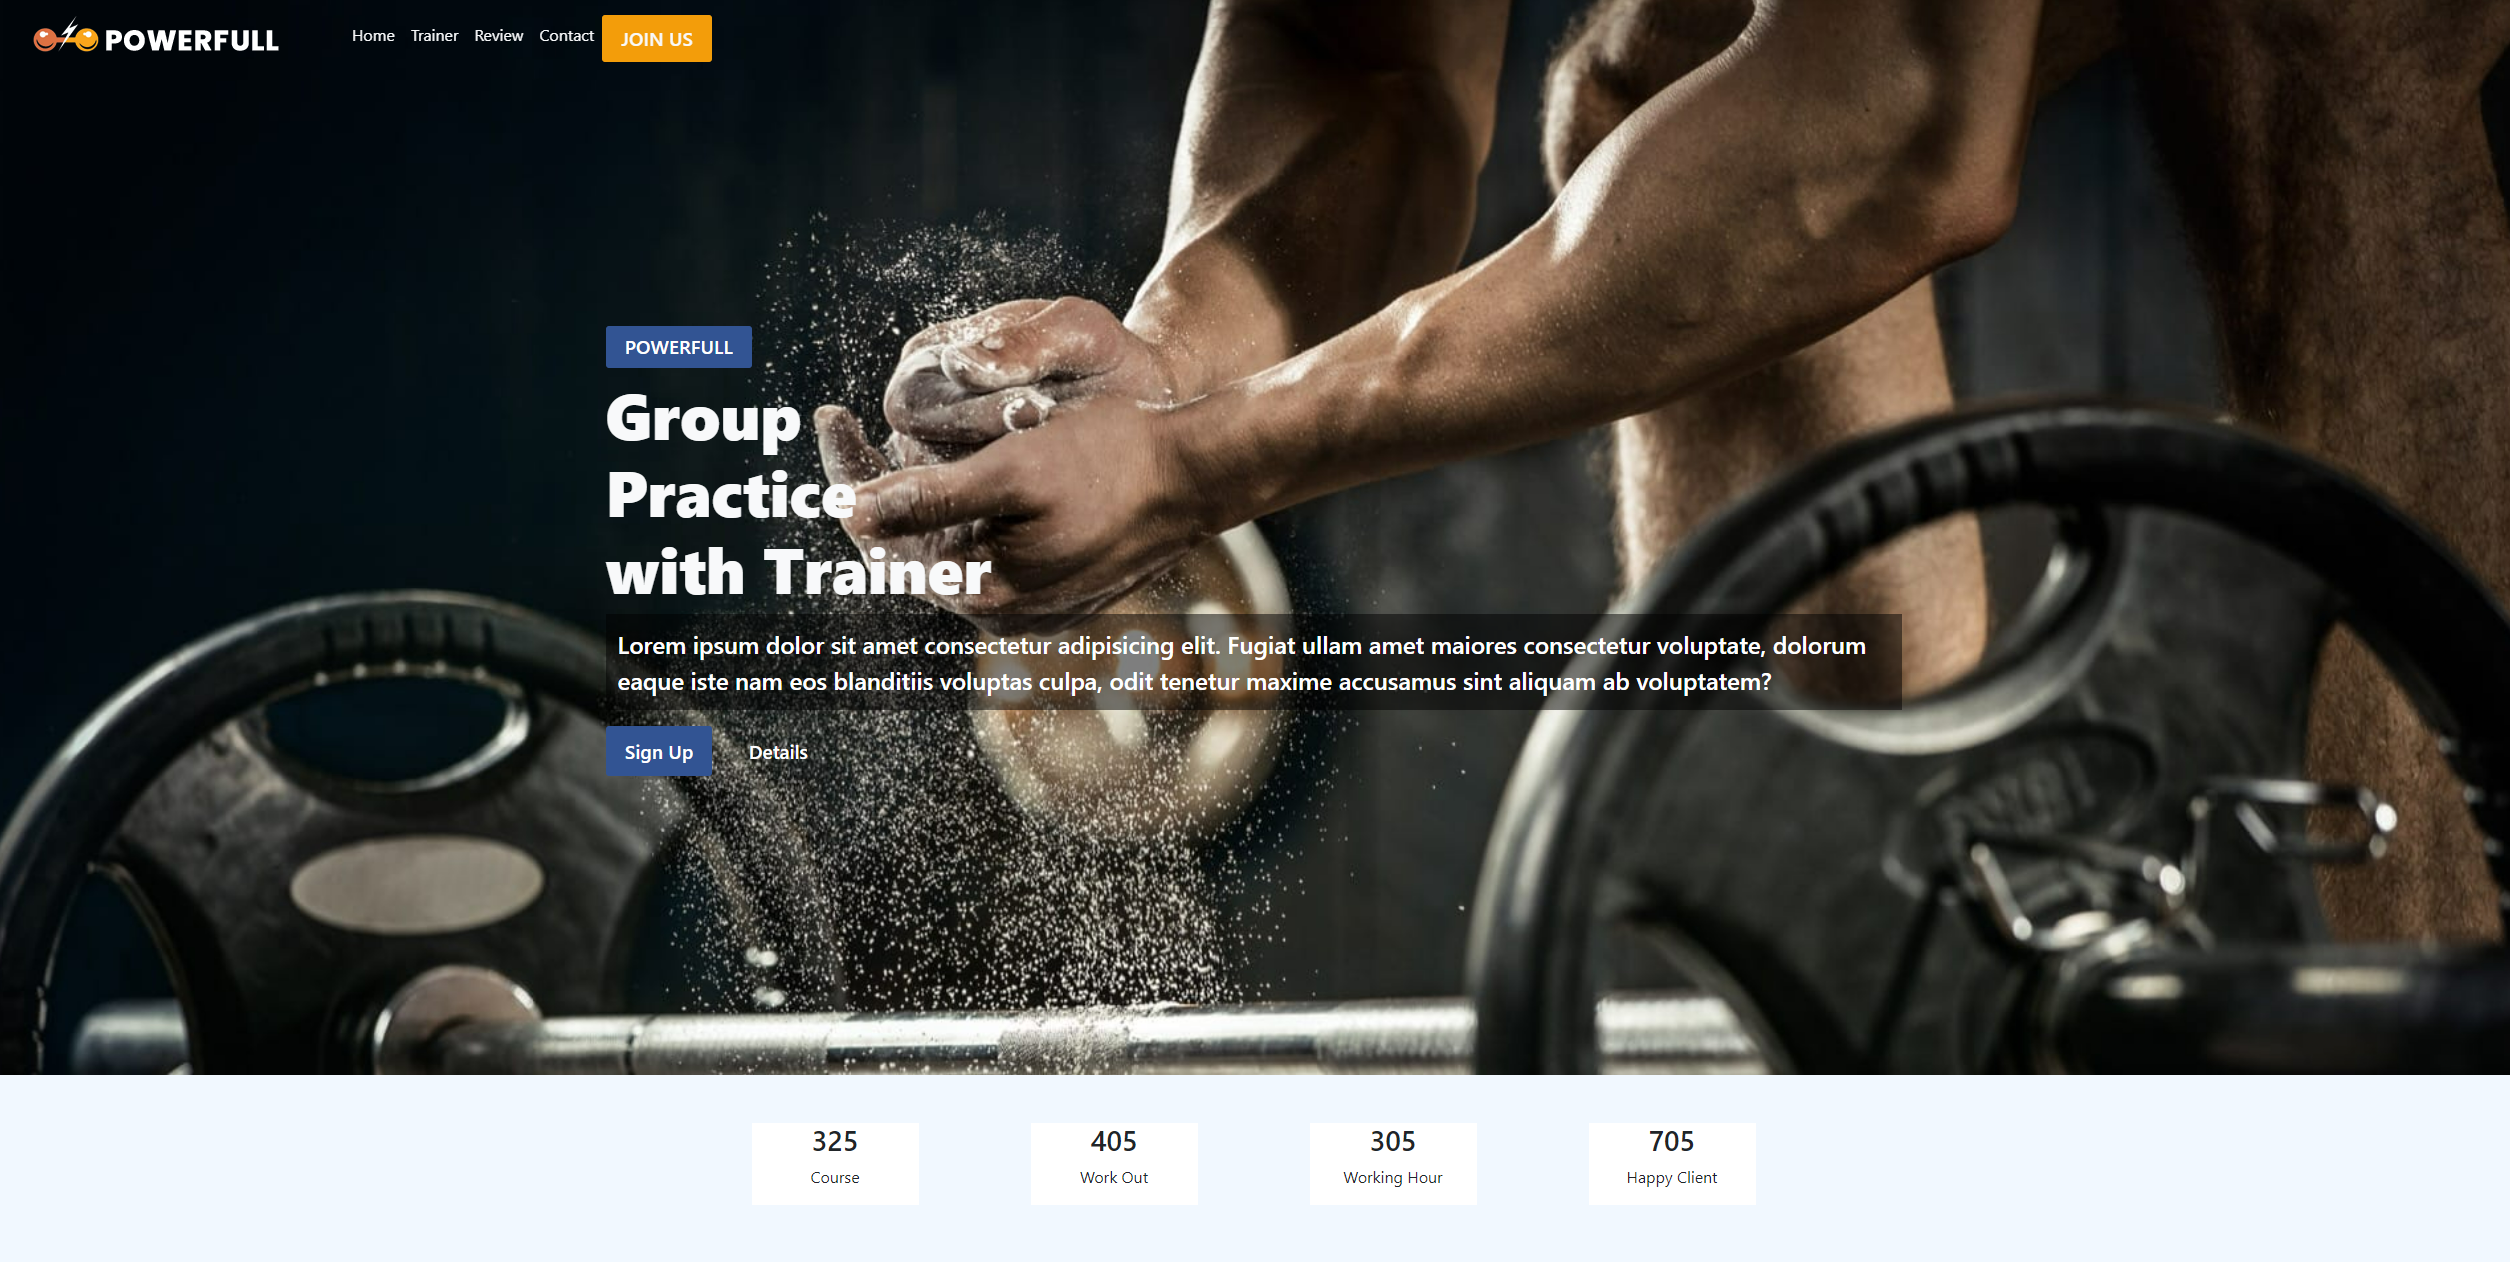 POWERFULL
Home Trainer Review Contact JOIN US
POWERFULL
Group
Practice
with Trainer
Lorem ipsum dolor sit amet consectetur adipisicing elit. Fugiat ullam amet maiores consectetur voluptate, dolorum
eaque iste nam eos blanditiis voluptas culpa, odit tenetur maxime accusamus sint aliquam ab voluptatem?
Sign Up Details
325
Course
405
Work Out
305
Working Hour
705
Happy Client